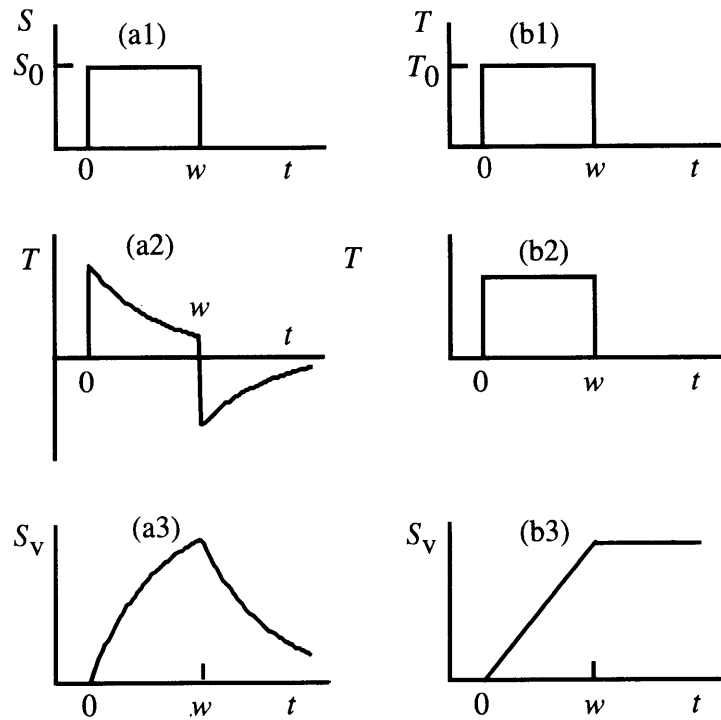 S (a1)
S0
0 w t
T (b1)
T0
0 w t
T (a2)
w
t
0
T (b2)
0 w t
Sv (a3)
0 w t
Sv (b3)
0 w t